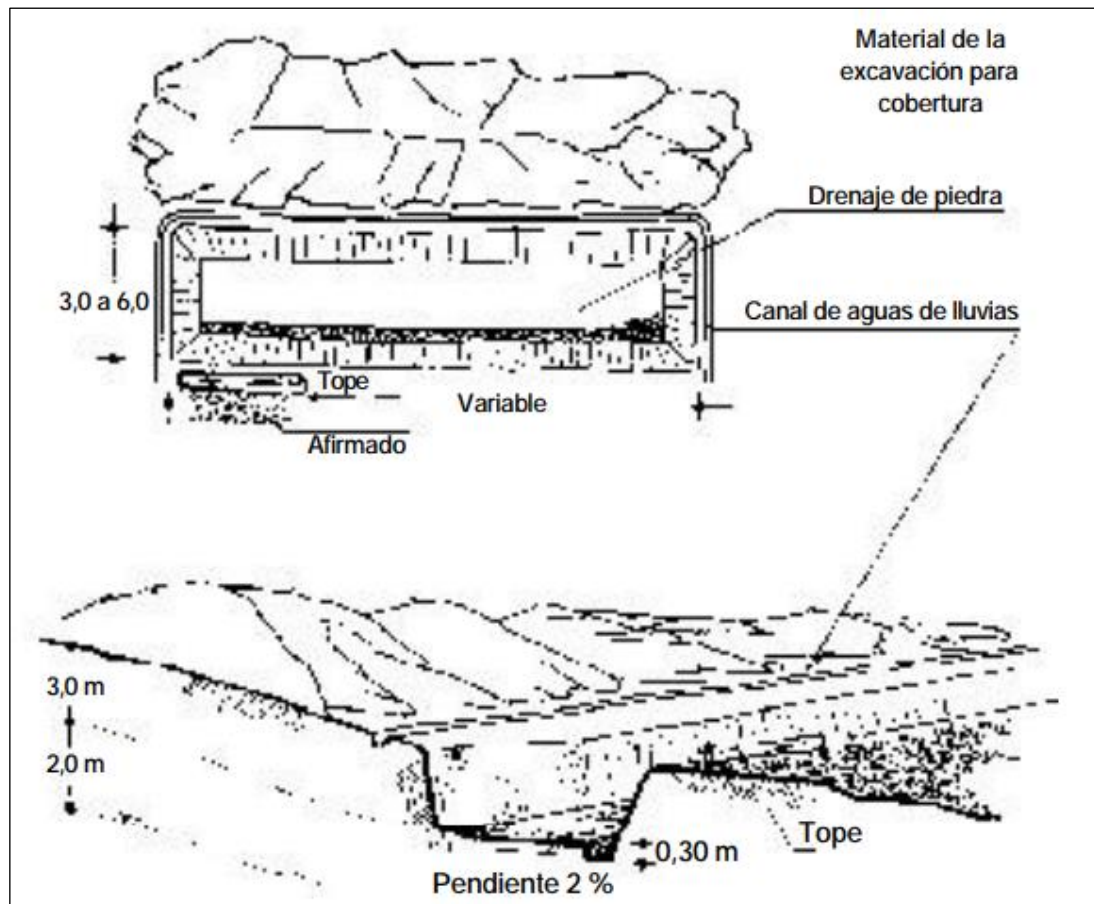 Material de la
excavación para
cobertura
Drenaje de piedra
3,0 a 6,0
Canal de aguas de lluvias
Tope
Variable
Afirmado
3,0 m
2,0 m
Tope
0,30 m
Pendiente 2 %